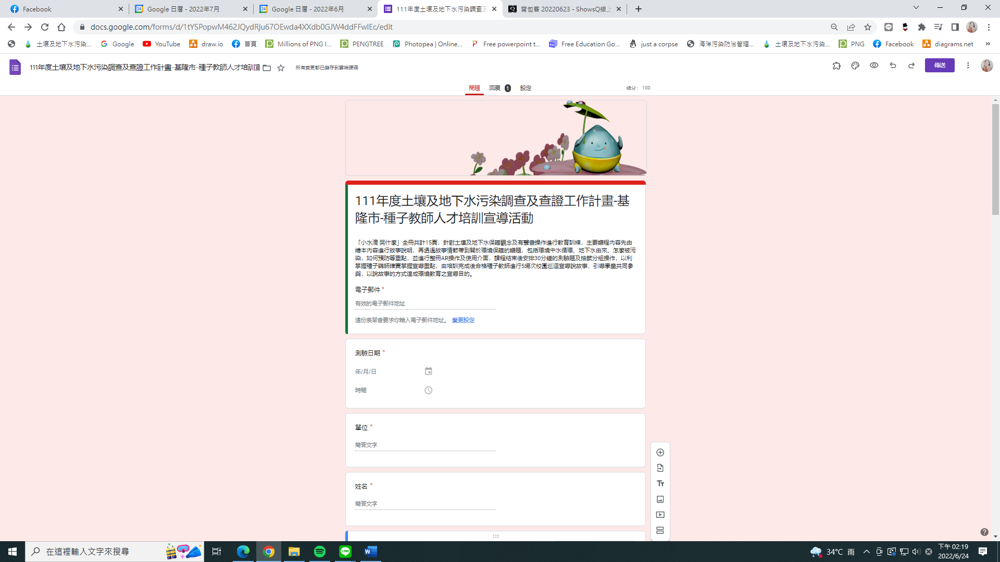 Facebook
Google 日曆 - 2022年7月
Google 日曆 - 2022年6月
111年度土壤及地下水污染調查及
背包客 20220623 - ShowsQ線上
docs.google.com/forms/d/1tYSPopwM462JQydRju67OEwda4XXdb0GJW4ddFFwlEc/edit
土壤及地下水污染...
Google
YouTube
draw.io
首頁
Millions of PNG I...
PENGTREE
Photopea | Online...
Free powerpoint t...
Free Education Go...
just a corpse
海洋污染防治管理...
土壤及地下水污染...
PNG
Facebook
diagrams.net
»
111年度土壤及地下水污染調查及查證工作計畫-基隆市-種子教師人才培訓宣
所有變更都已儲存到雲端硬碟
傳送
問題
回覆 1
設定
總分： 100
111年度土壤及地下水污染調查及查證工作計畫-基
隆市-種子教師人才培訓宣導活動
「小水滴 哭什麼」全冊共計15頁，針對土壤及地下水保護觀念及有聲書操作進行教育訓練，主要議程內容先由
繪本內容進行故事說明，再透過故事情節帶到關於環境保護的議題，包括環境中水循環、地下水由來、怎麼被污
染，如何預防等重點，並進行整冊AR操作及使用介面，課程結束後安排30分鐘的測驗題及抽籤分組操作，以利
掌握種子講師確實掌握宣導重點，由培訓完成後合格種子教師進行5場次校園巡迴宣導說故事，引導學童共同參
與，以說故事的方式達成環境教育之宣導目的。
電子郵件 *
有效的電子郵件地址
這份表單會要求你輸入電子郵件地址。 變更設定
測驗日期 *
年/月/日
時間
單位 *
簡答文字
姓名 *
簡答文字
在這裡輸入文字來搜尋
34°C 雨
下午 02:19
2022/6/24